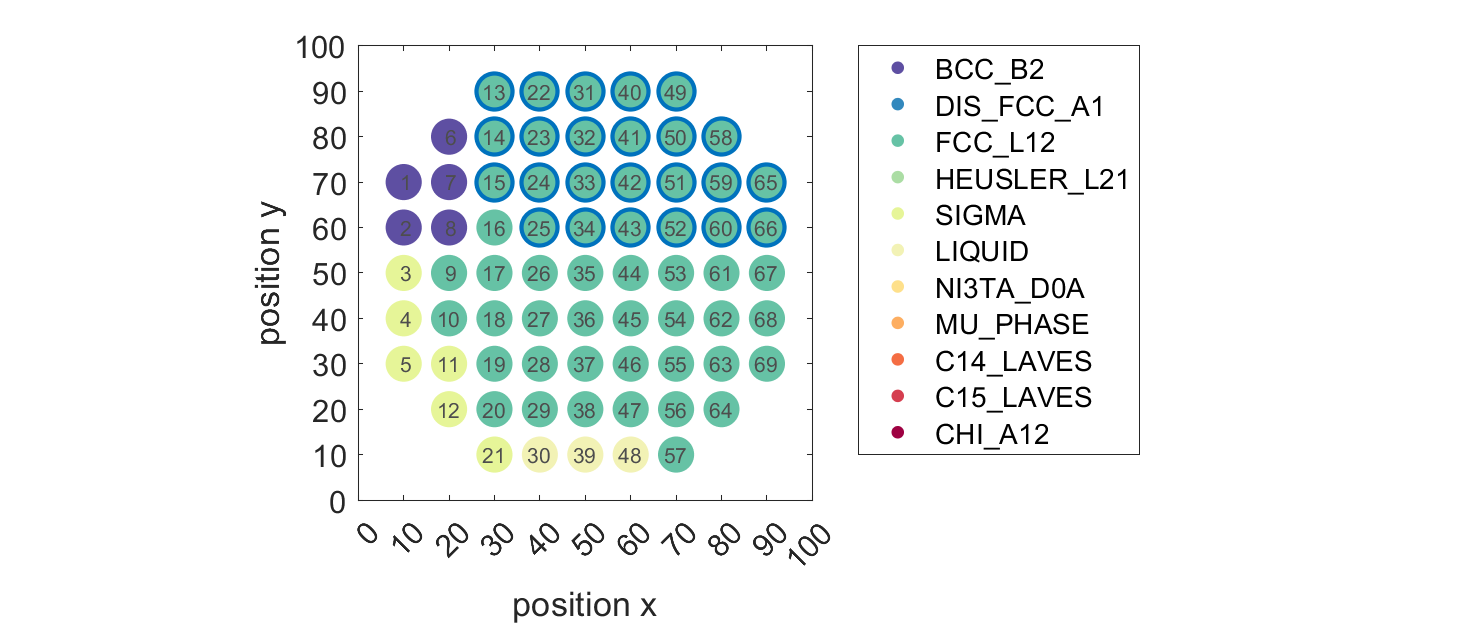 100
90
80
70
60
50
40
30
20
10
0
position y
13 22 31 40 49
6 14 23 32 41 50 58
1 7 15 24 33 42 51 59 65
2 8 16 25 34 43 52 60 66
3 9 17 26 35 44 53 61 67
4 10 18 27 36 45 54 62 68
5 11 19 28 37 46 55 63 69
12 20 29 38 47 56 64
21 30 39 48 57
0 10 20 30 40 50 60 70 80 90 100
position x
BCC_B2
DIS_FCC_A1
FCC_L12
HEUSLER_L21
SIGMA
LIQUID
NI3TA_D0A
MU_PHASE
C14_LAVES
C15_LAVES
CHI_A12